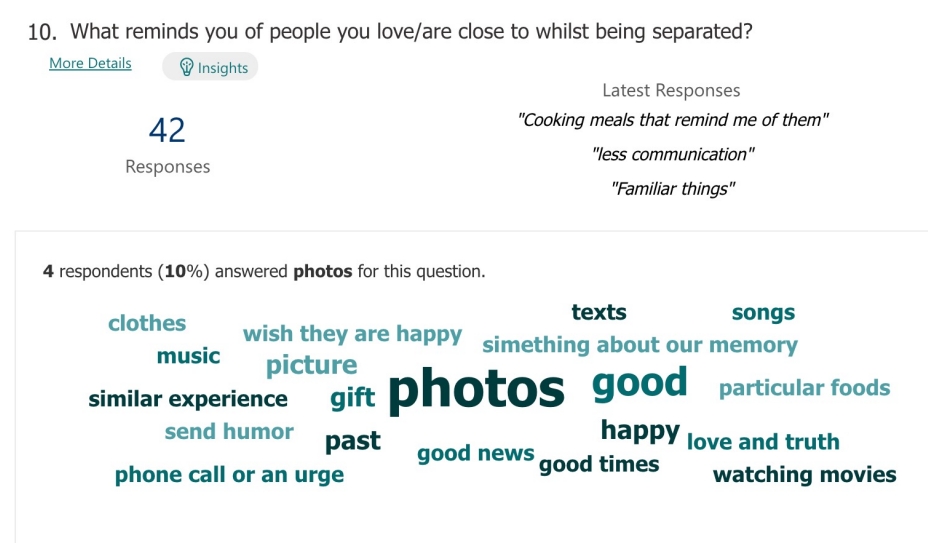 10. What reminds you of people you love/are close to whilst being separated?
More Details
Insights
42
Responses
Latest Responses
"Cooking meals that remind me of them"
"less communication"
"Familiar things"
4 respondents (10%) answered photos for this question.
texts
songs
clothes
wish they are happy
simething about our memory
music
picture
photos
good
particular foods
similar experience
gift
send humor
past
happy
love and truth
good news
good times
phone call or an urge
watching movies